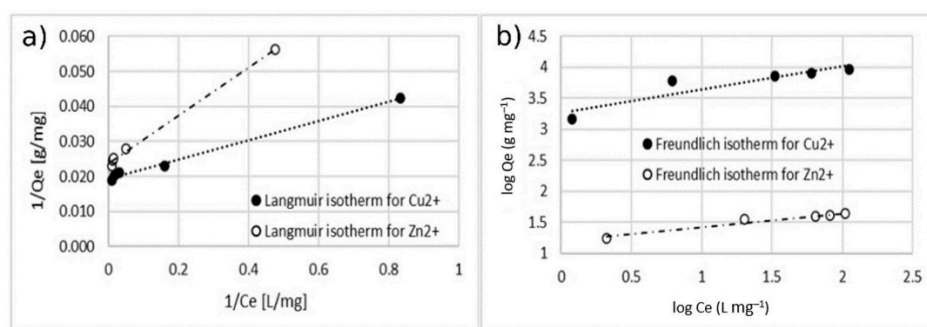 a)
1/Qe [g/mg]
0.060
0.050
0.040
0.030
0.020
0.010
0.000
Langmuir isotherm for Cu2+
Langmuir isotherm for Zn2+
0 0.2 0.4 0.6 0.8 1
1/Ce [L/mg]
b)
log Qe (g mg⁻¹)
4.5
4
3.5
3
2.5
2
1.5
1
Freundlich isotherm for Cu2+
Freundlich isotherm for Zn2+
0 0.5 1 1.5 2 2.5
log Ce (L mg⁻¹)